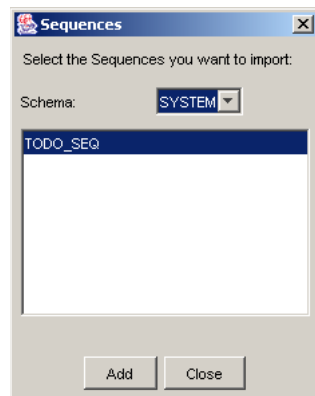 Sequences
Select the Sequences you want to import:
Schema: SYSTEM
TODO_SEQ
Add Close